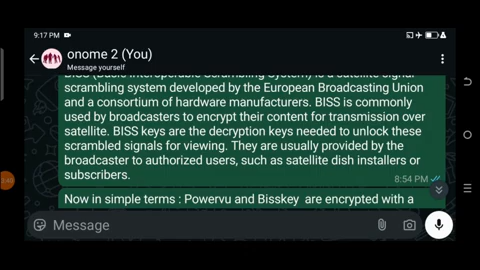 9:17 PM
onome 2 (You)
Message yourself
BISS (Basic Interoperable Scrambling System) is a satellite signal
scrambling system developed by the European Broadcasting Union
and a consortium of hardware manufacturers. BISS is commonly
used by broadcasters to encrypt their content for transmission over
satellite. BISS keys are the decryption keys needed to unlock these
scrambled signals for viewing. They are usually provided by the
broadcaster to authorized users, such as satellite dish installers or
subscribers.
8:54 PM
Now in simple terms : Powervu and Bisskey are encrypted with a
Message